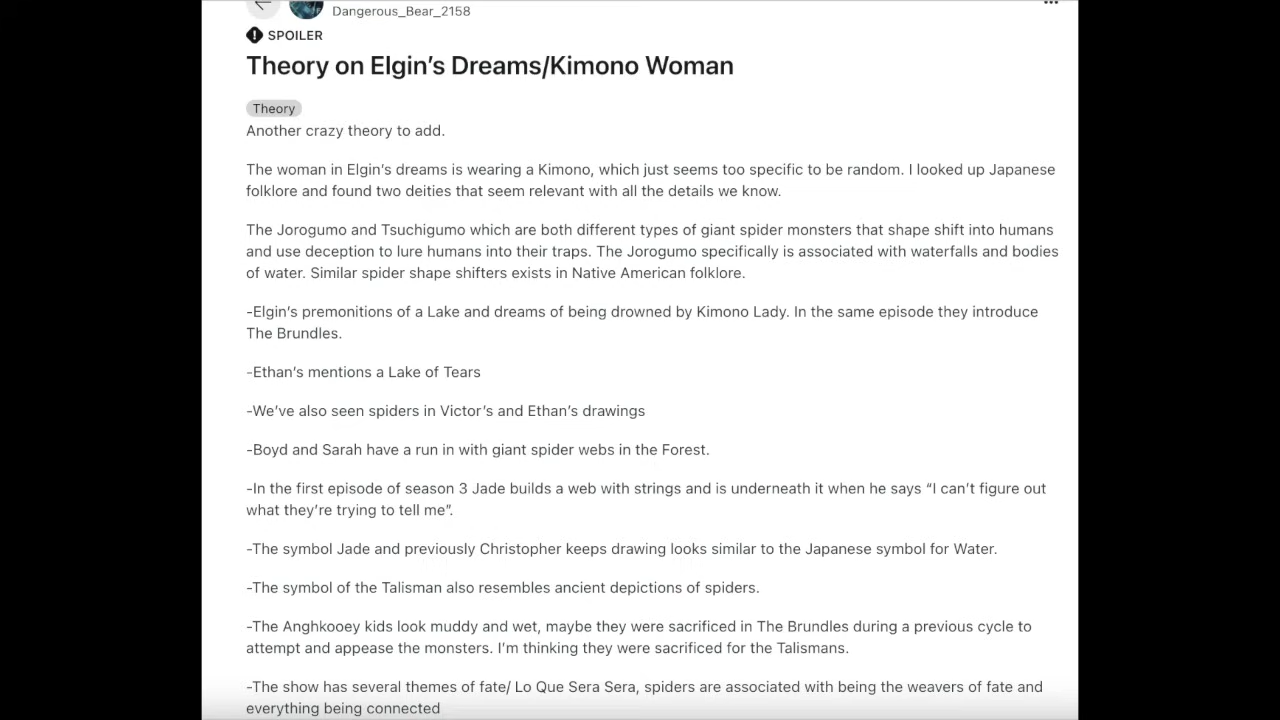 Dangerous_Bear_2158
SPOILER
Theory on Elgin's Dreams/Kimono Woman
Theory
Another crazy theory to add.
The woman in Elgin's dreams is wearing a Kimono, which just seems too specific to be random. I looked up Japanese
folklore and found two deities that seem relevant with all the details we know.
The Jorogumo and Tsuchigumo which are both different types of giant spider monsters that shape shift into humans
and use deception to lure humans into their traps. The Jorogumo specifically is associated with waterfalls and bodies
of water. Similar spider shape shifters exists in Native American folklore.
-Elgin's premonitions of a Lake and dreams of being drowned by Kimono Lady. In the same episode they introduce
The Brundles.
-Ethan's mentions a Lake of Tears
-We've also seen spiders in Victor's and Ethan's drawings
-Boyd and Sarah have a run in with giant spider webs in the Forest.
-In the first episode of season 3 Jade builds a web with strings and is underneath it when he says “I can't figure out
what they're trying to tell me”.
-The symbol Jade and previously Christopher keeps drawing looks similar to the Japanese symbol for Water.
-The symbol of the Talisman also resembles ancient depictions of spiders.
-The Anghkooey kids look muddy and wet, maybe they were sacrificed in The Brundles during a previous cycle to
attempt and appease the monsters. I'm thinking they were sacrificed for the Talismans.
-The show has several themes of fate/ Lo Que Sera Sera, spiders are associated with being the weavers of fate and
everything being connected